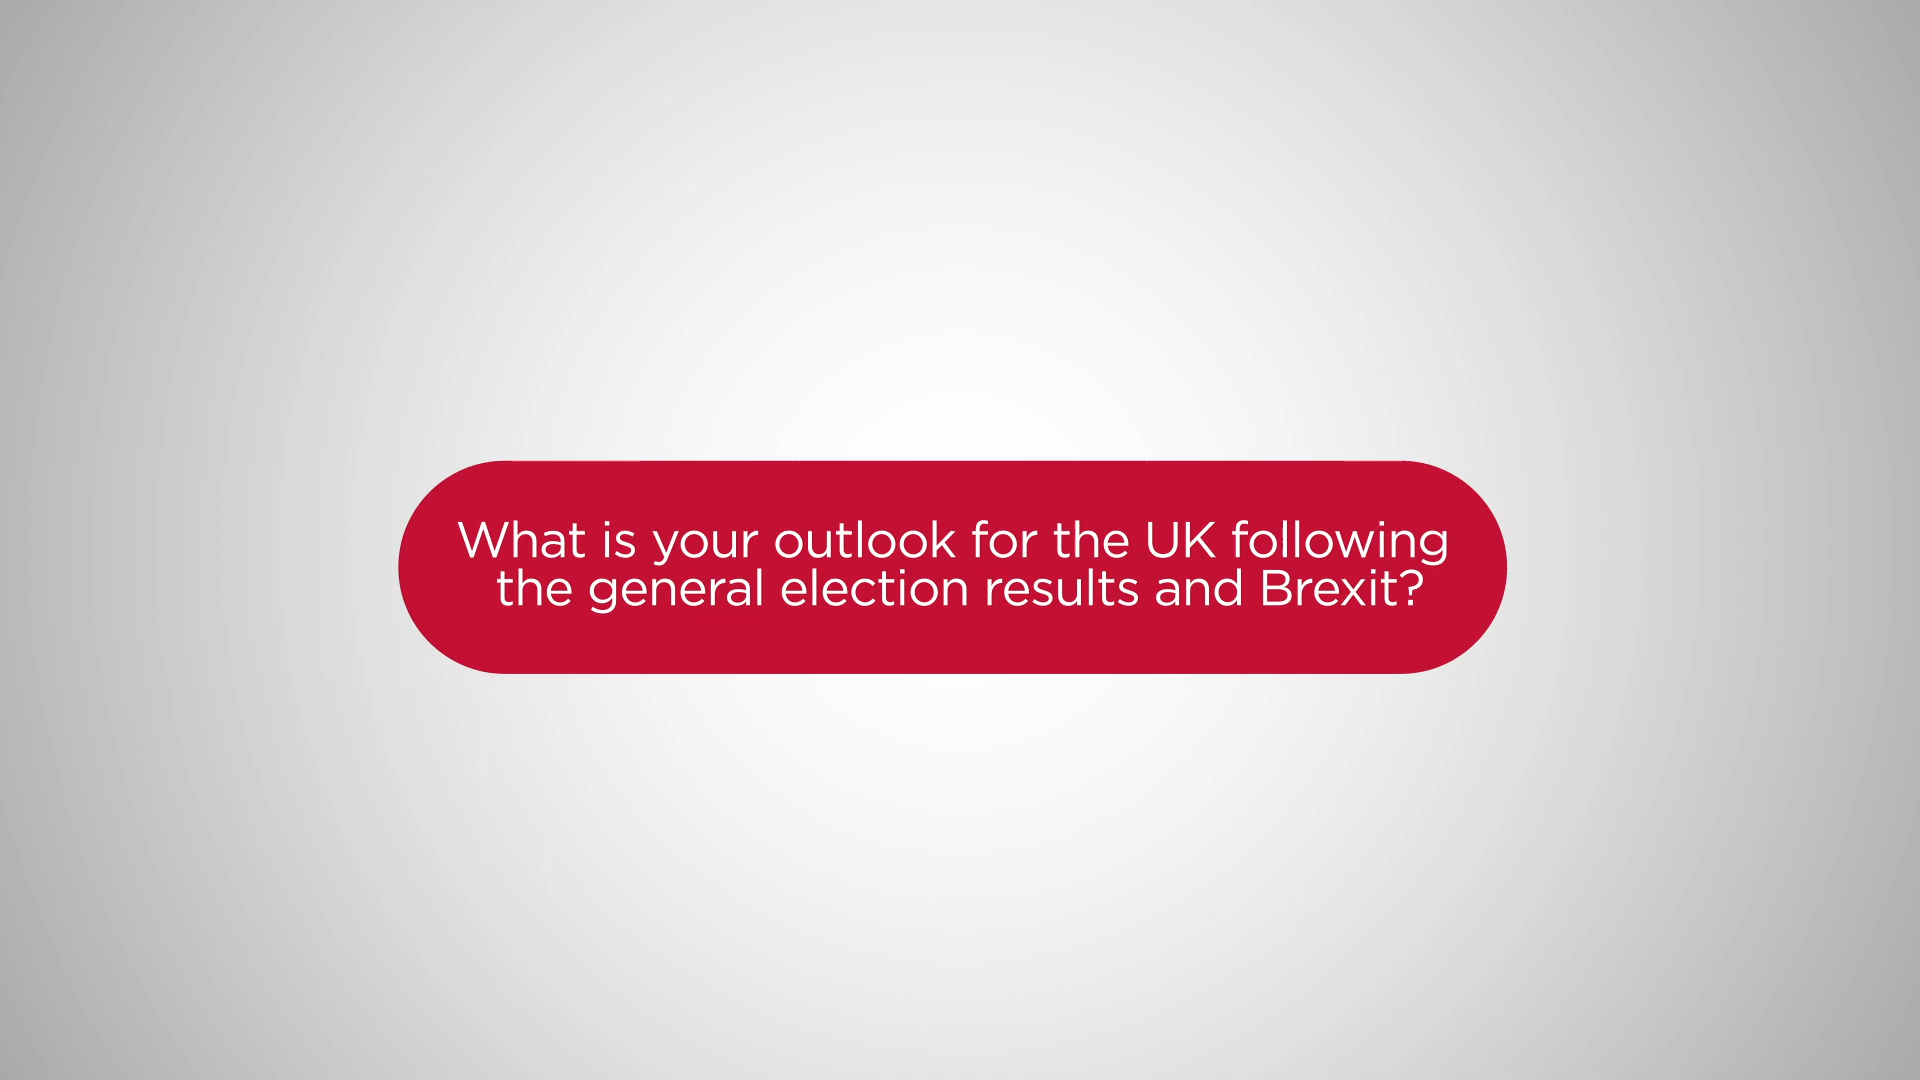 What is your outlook for the UK following
the general election results and Brexit?